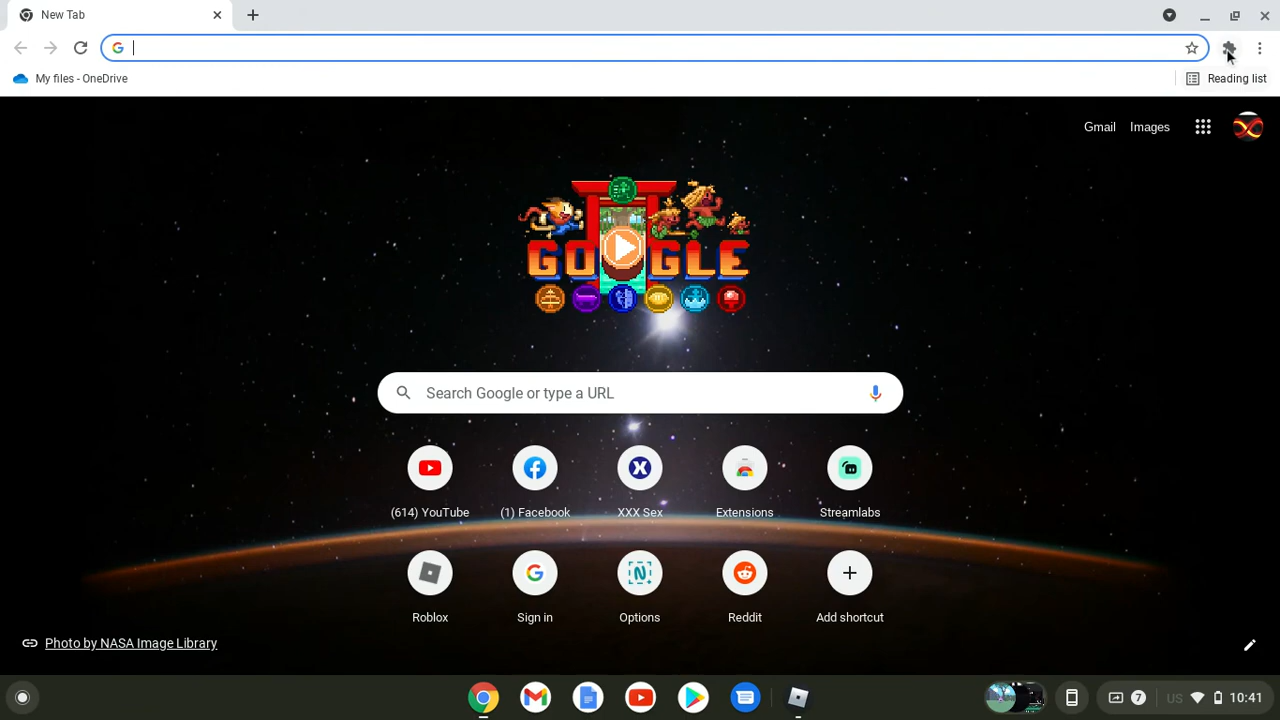 New Tab
My files - OneDrive
Reading list
Gmail Images
GOOGLE
Search Google or type a URL
(614) YouTube (1) Facebook XXX Sex Extensions Streamlabs
Roblox Sign in Options Reddit Add shortcut
Photo by NASA Image Library
7 US 10:41